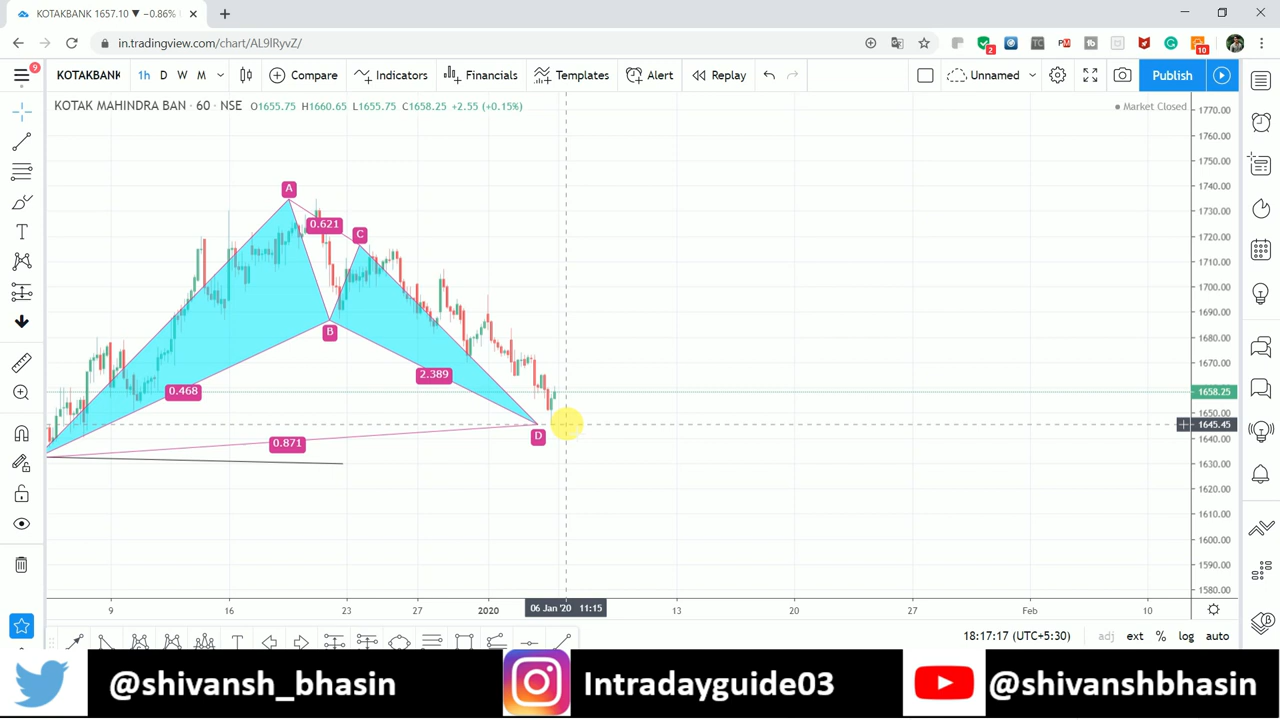 KOTAKBANK 1657.10 ▼ −0.86%
in.tradingview.com/chart/AL9lRyvZ/
2
TC
10
9
KOTAKBANK 1h D W M Compare Indicators Financials Templates Alert Replay Unnamed Publish
KOTAK MAHINDRA BAN · 60 · NSE O1655.75 H1660.65 L1655.75 C1658.25 +2.55 (+0.15%)
Market Closed
1770.00
1760.00
1750.00
1740.00
1730.00
1720.00
1710.00
1700.00
1690.00
1680.00
1670.00
1658.25
1650.00
1645.45
1640.00
1630.00
1620.00
1610.00
1600.00
1590.00
1580.00
A
0.621
C
B
2.389
0.468
D
0.871
9 16 23 27 2020 06 Jan '20 11:15 13 20 27 Feb 10
18:17:17 (UTC+5:30) adj ext % log auto
@shivansh_bhasin Intradayguide03 @shivanshbhasin